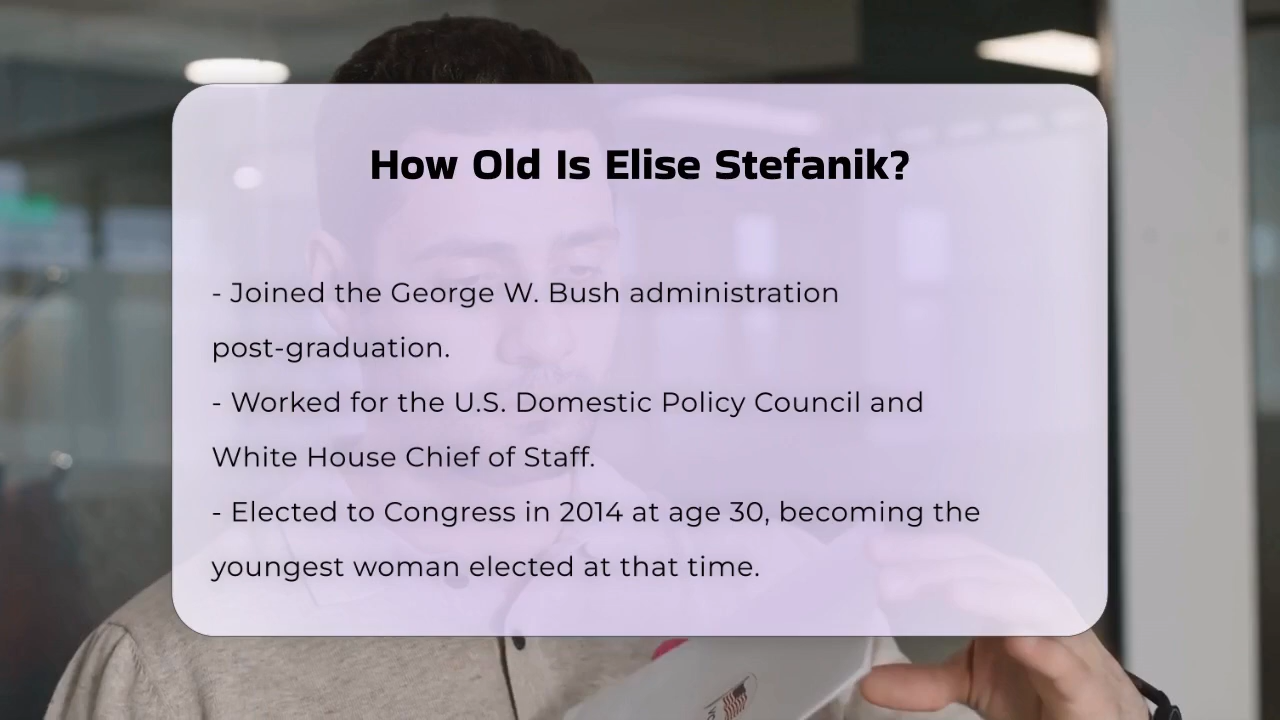 How Old Is Elise Stefanik?
- Joined the George W. Bush administration
post-graduation.
- Worked for the U.S. Domestic Policy Council and
White House Chief of Staff.
- Elected to Congress in 2014 at age 30, becoming the
youngest woman elected at that time.